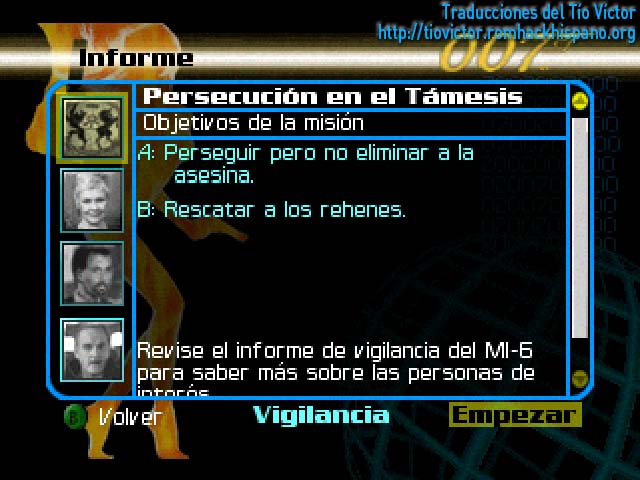 Traducciones del Tío Víctor
http://tiovictor.romhackhispano.org
007
Informe
Persecución en el Támesis
Objetivos de la misión
A: Perseguir pero no eliminar a la
asesina.
B: Rescatar a los rehenes.
Revise el informe de vigilancia del MI-6
para saber más sobre las personas de
interés
B Volver
Vigilancia
Empezar